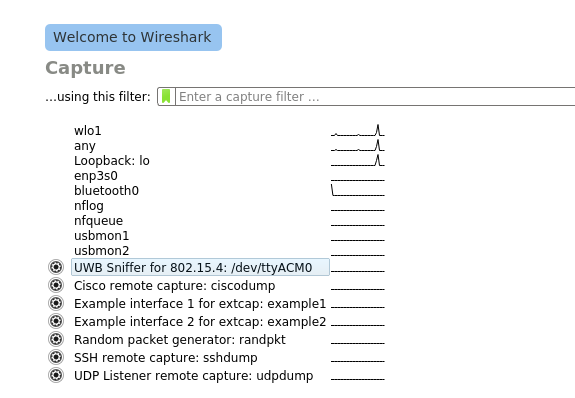 Welcome to Wireshark
Capture
...using this filter: Enter a capture filter ...
wlo1
any
Loopback: lo
enp3s0
bluetooth0
nflog
nfqueue
usbmon1
usbmon2
UWB Sniffer for 802.15.4: /dev/ttyACM0
Cisco remote capture: ciscodump
Example interface 1 for extcap: example1
Example interface 2 for extcap: example2
Random packet generator: randpkt
SSH remote capture: sshdump
UDP Listener remote capture: udpdump